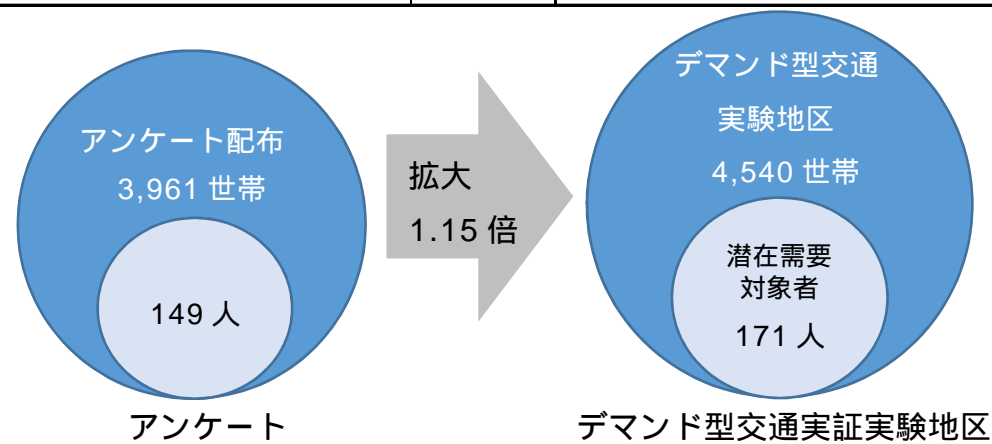 アンケート配布
3,961 世帯
149 人
拡大
1.15 倍
デマンド型交通
実験地区
4,540 世帯
潜在需要
対象者
171 人
アンケート
デマンド型交通実証実験地区